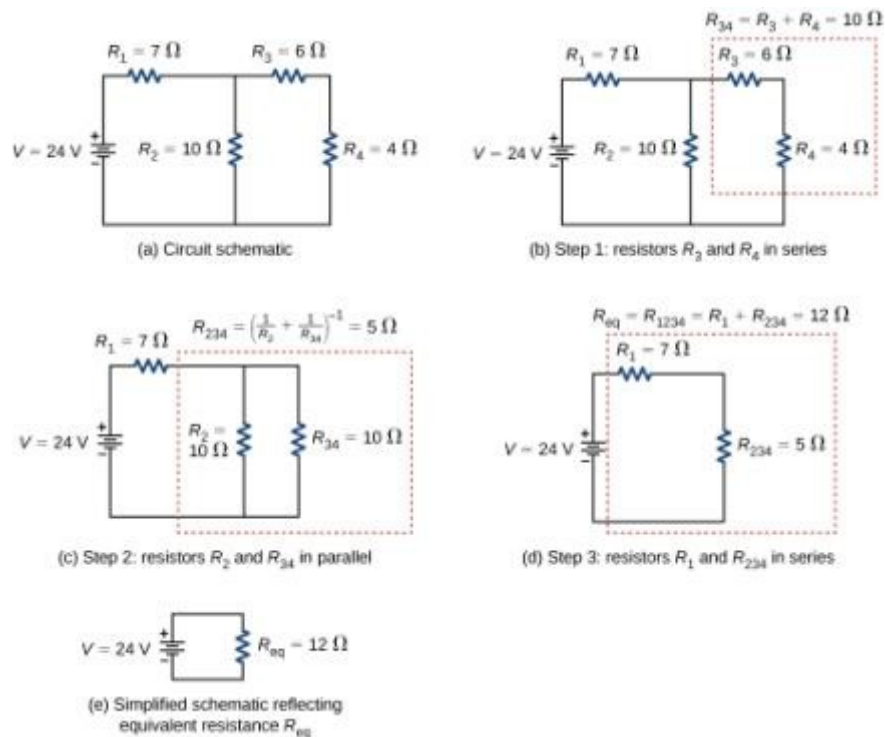 R₁ = 7 Ω
R₃ = 6 Ω
V = 24 V
+
−
R₂ = 10 Ω
R₄ = 4 Ω
(a) Circuit schematic
R₃₄ = R₃ + R₄ = 10 Ω
R₁ = 7 Ω
R₃ = 6 Ω
V = 24 V
+
−
R₂ = 10 Ω
R₄ = 4 Ω
(b) Step 1: resistors R₃ and R₄ in series
R₂₃₄ = (1/R₂ + 1/R₃₄)⁻¹ = 5 Ω
R₁ = 7 Ω
V = 24 V
+
−
R₂ =
10 Ω
R₃₄ = 10 Ω
(c) Step 2: resistors R₂ and R₃₄ in parallel
R_eq = R₁₂₃₄ = R₁ + R₂₃₄ = 12 Ω
R₁ = 7 Ω
V = 24 V
+
−
R₂₃₄ = 5 Ω
(d) Step 3: resistors R₁ and R₂₃₄ in series
V = 24 V
+
−
R_eq = 12 Ω
(e) Simplified schematic reflecting
equivalent resistance R_eq